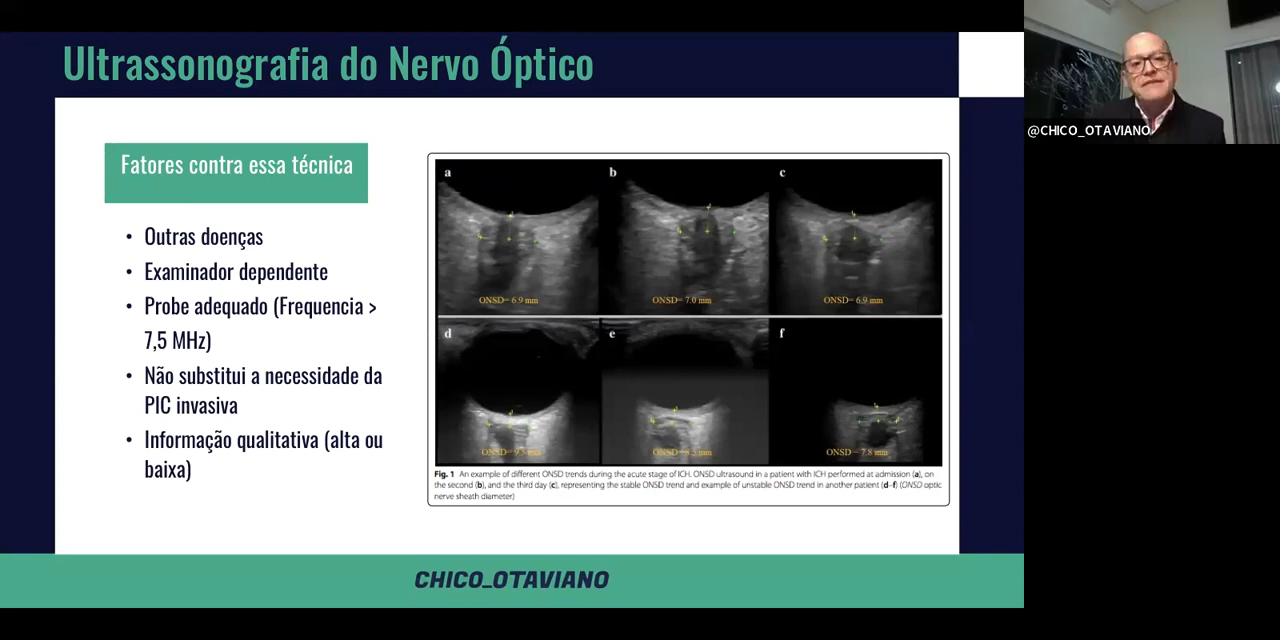 Ultrassonografia do Nervo Óptico
@CHICO_OTAVIANO
Fatores contra essa técnica
• Outras doenças
• Examinador dependente
• Probe adequado (Frequencia >
7,5 MHz)
• Não substitui a necessidade da
PIC invasiva
• Informação qualitativa (alta ou
baixa)
a
b
c
ONSD= 6.9 mm
ONSD= 7.0 mm
ONSD= 6.9 mm
d
e
f
ONSD = 7.8 mm
Fig. 1 An example of different ONSD trends during the acute stage of ICH. ONSD ultrasound in a patient with ICH performed at admission (a), on
the second (b), and the third day (c), representing the stable ONSD trend and example of unstable ONSD trend in another patient (d–f) (ONSD optic
nerve sheath diameter)
CHICO_OTAVIANO